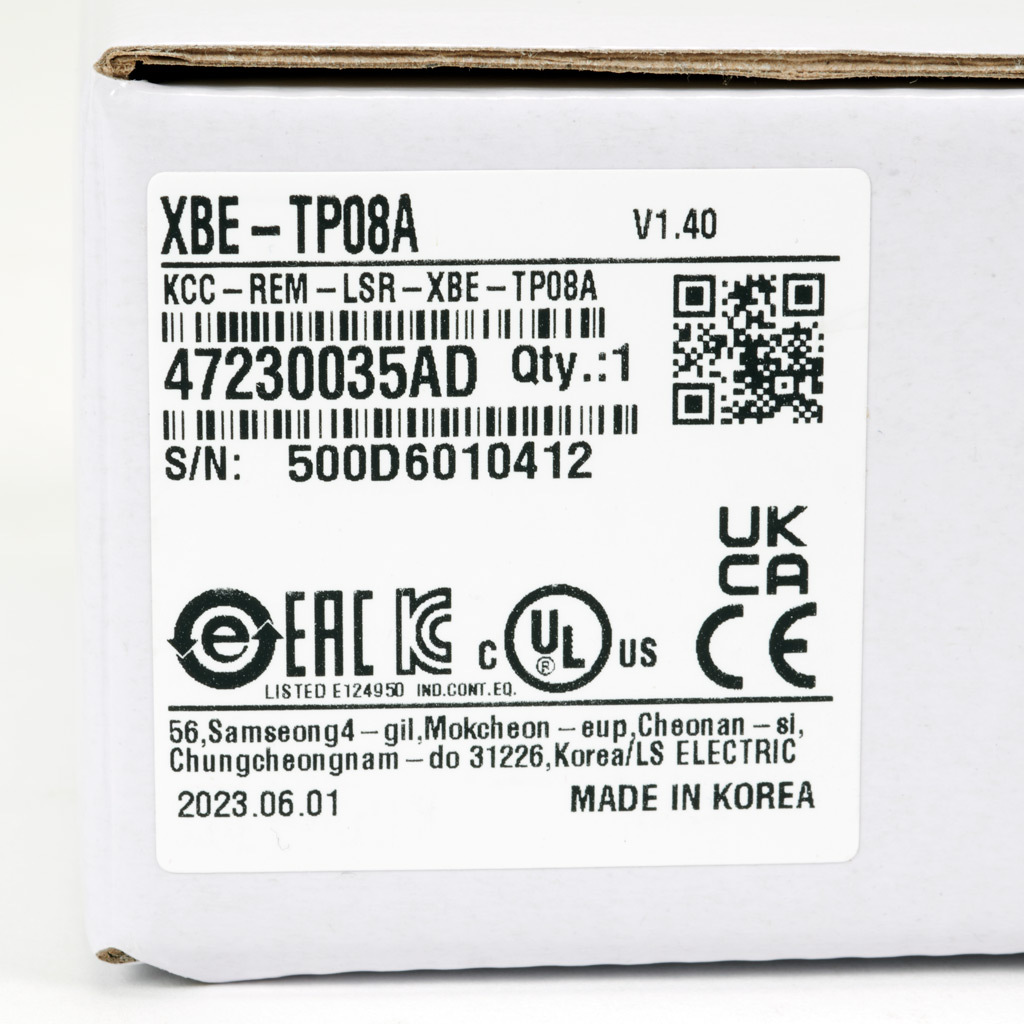 XBE-TP08A V1.40
KCC-REM-LSR-XBE-TP08A
47230035AD Qty.:1
S/N: 500D6010412
UK
CA
e EAC KC C UL ® US CE
LISTED E124950 IND.CONT.EQ.
56,Samseong4-gil,Mokcheon-eup,Cheonan-si,
Chungcheongnam-do 31226,Korea/LS ELECTRIC
2023.06.01 MADE IN KOREA